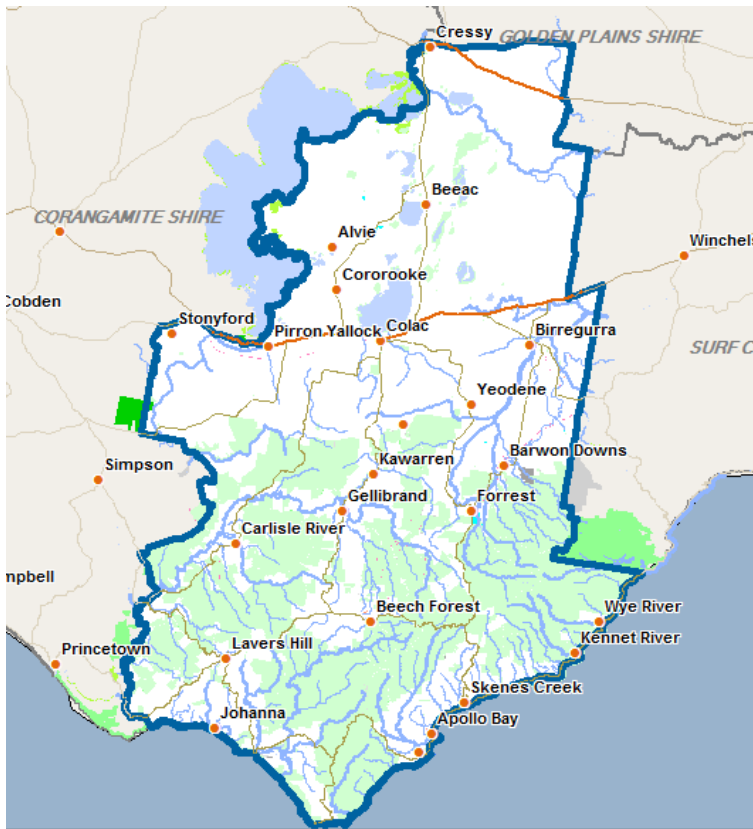 Cressy
GOLDEN PLAINS SHIRE
Beeac
CORANGAMITE SHIRE
Alvie
Winchels
Cororooke
Cobden
Stonyford
Pirron Yallock
Colac
Birregurra
SURF C
Yeodene
Simpson
Kawarren
Barwon Downs
Gellibrand
Forrest
Carlisle River
mpbell
Beech Forest
Wye River
Princetown
Lavers Hill
Kennet River
Skenes Creek
Johanna
Apollo Bay